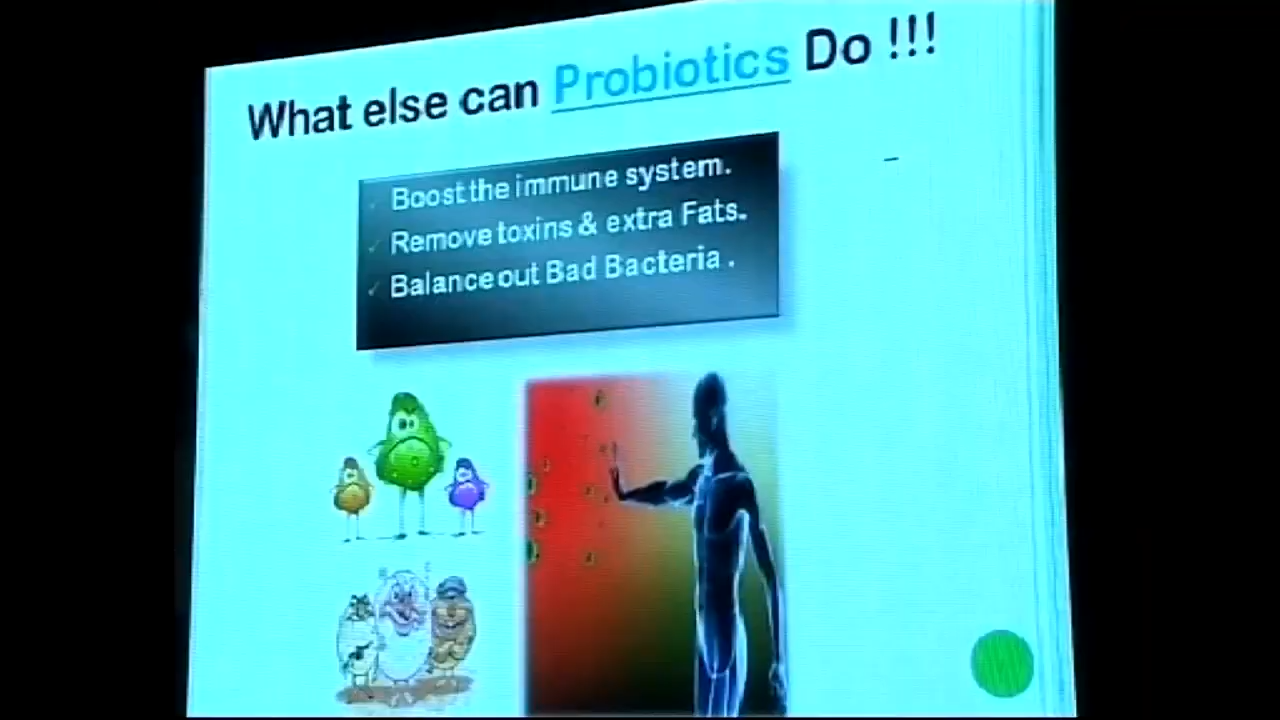 What else can Probiotics Do !!!
Boost the immune system.
Remove toxins & extra Fats.
Balance out Bad Bacteria .